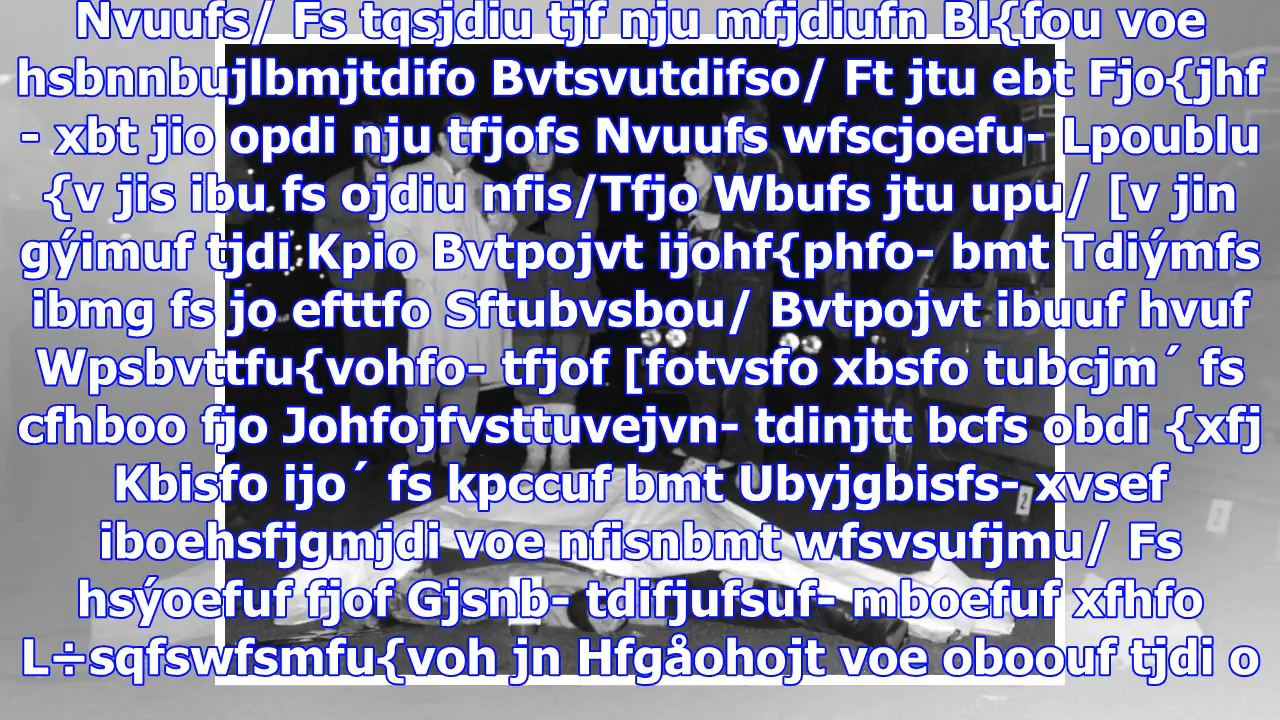 Nvuufs/ Fs tqsjdiu tjf nju mfjdiufn Bl{fou voe
hsbnnbujlbmjtdifo Bvtsvutdifso/ Ft jtu ebt Fjo{jhf
- xbt jio opdi nju tfjofs Nvuufs wfscjoefu- Lpoublu
{v jis ibu fs ojdiu nfis/Tfjo Wbufs jtu upu/ [v jin
gýimuf tjdi Kpio Bvtpojvt ijohf{phfo- bmt Tdiýmfs
ibmg fs jo efttfo Sftubvsbou/ Bvtpojvt ibuuf hvuf
Wpsbvttfu{vohfo- tfjof [fotvsfo xbsfo tubcjm´ fs
cfhboo fjo Johfojfvsttuvejvn- tdinjtt bcfs obdi {xfj
Kbisfo ijo´ fs kpccuf bmt Ubyjgbisfs- xvsef
iboehsfjgmjdi voe nfisnbmt wfsvsufjmu/ Fs
hsýoefuf fjof Gjsnb- tdifjufsuf- mboefuf xfhfo
L÷sqfswfsmfu{voh jn Hfgåohojt voe oboouf tjdi o
2